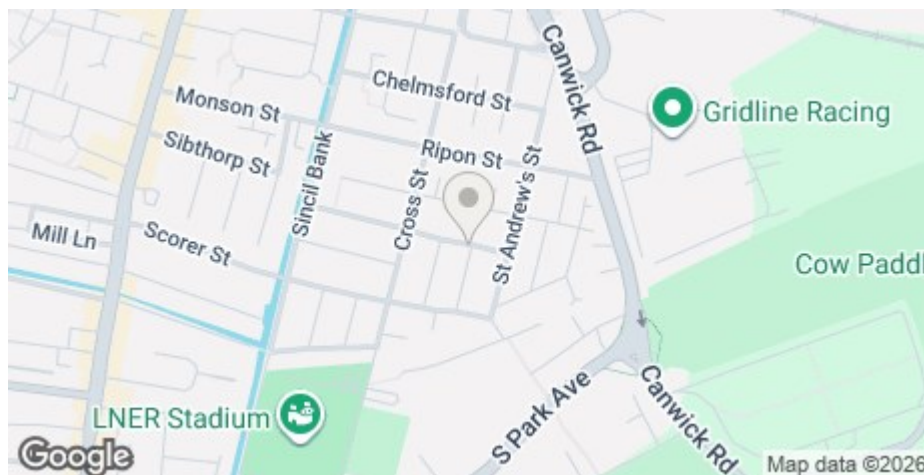 Canwick Rd
Chelmsford St
Monson St
Gridline Racing
Sibthorp St
Ripon St
Sincil Bank
Cross St
St Andrew's St
Mill Ln
Scorer St
Cow Paddl
LNER Stadium
S Park Ave
Canwick Rd
Google
Map data ©2026